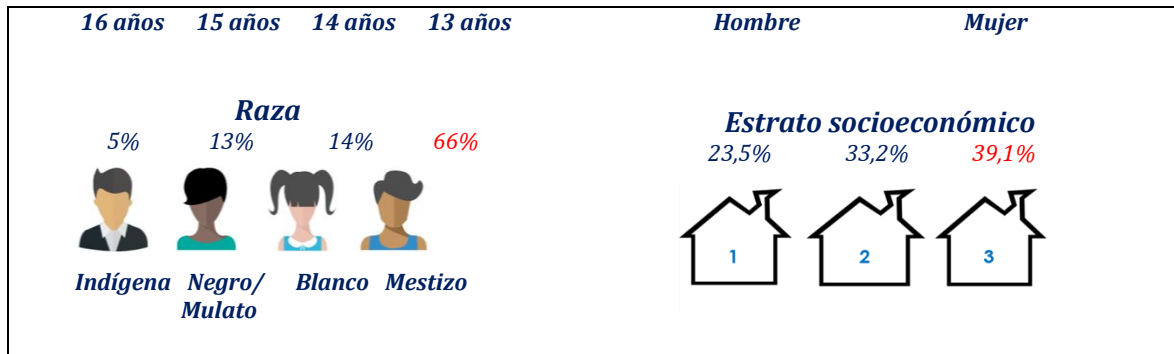 16 años 15 años 14 años 13 años
Hombre Mujer
Raza
5% 13% 14% 66%
Indígena Negro/ Blanco Mestizo
Mulato
Estrato socioeconómico
23,5% 33,2% 39,1%
1 2 3